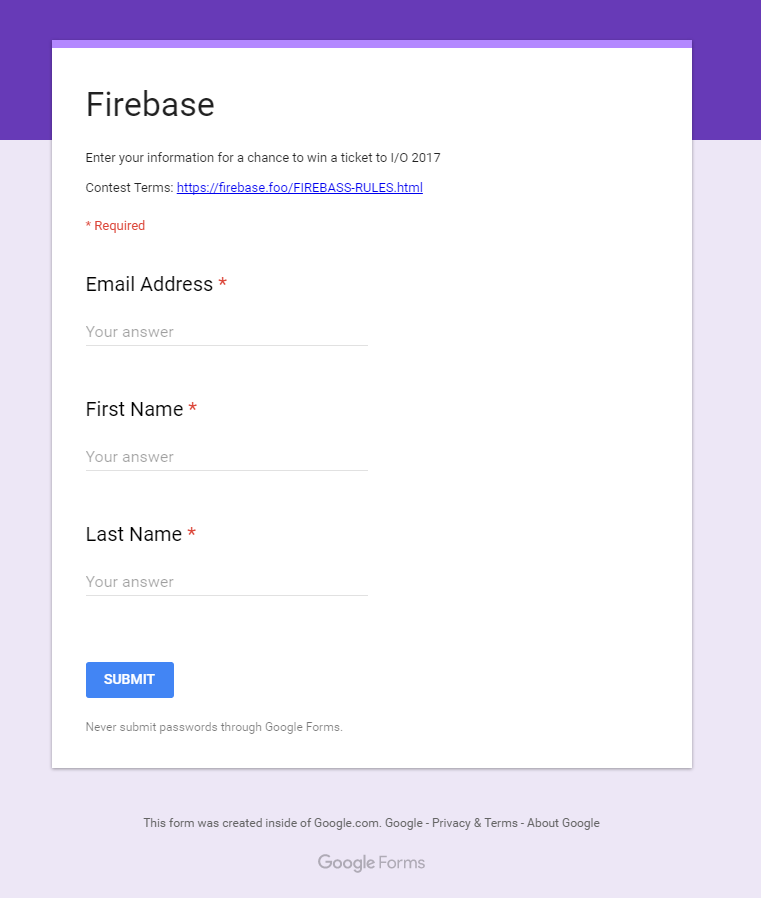 Firebase
Enter your information for a chance to win a ticket to I/O 2017
Contest Terms: https://firebase.foo/FIREBASS-RULES.html
* Required
Email Address *
Your answer
First Name *
Your answer
Last Name *
Your answer
SUBMIT
Never submit passwords through Google Forms.
This form was created inside of Google.com. Google - Privacy & Terms - About Google
Google Forms